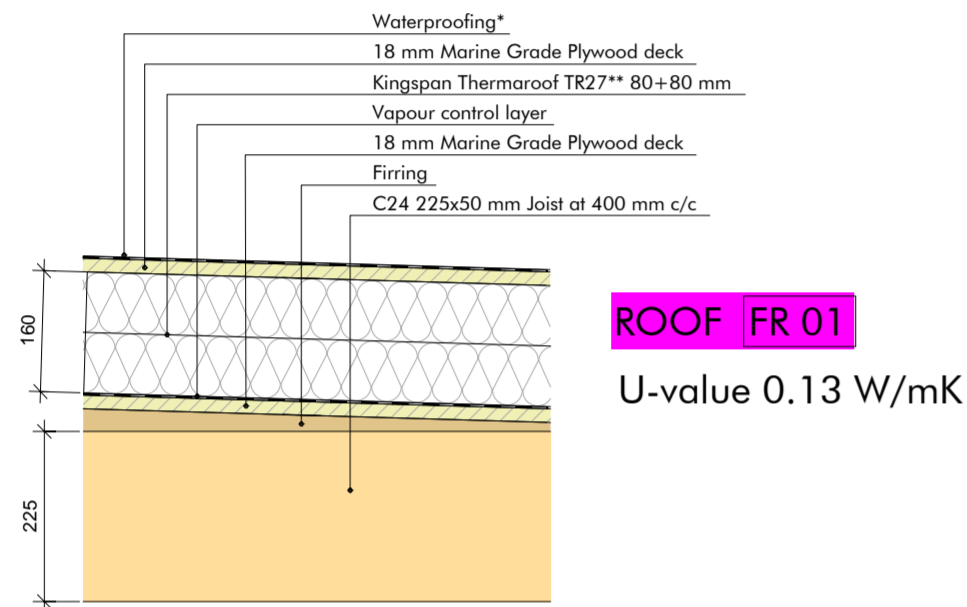 Waterproofing*
18 mm Marine Grade Plywood deck
Kingspan Thermaroof TR27** 80+80 mm
Vapour control layer
18 mm Marine Grade Plywood deck
Firring
C24 225x50 mm Joist at 400 mm c/c
160
225
ROOF FR 01
U-value 0.13 W/mK